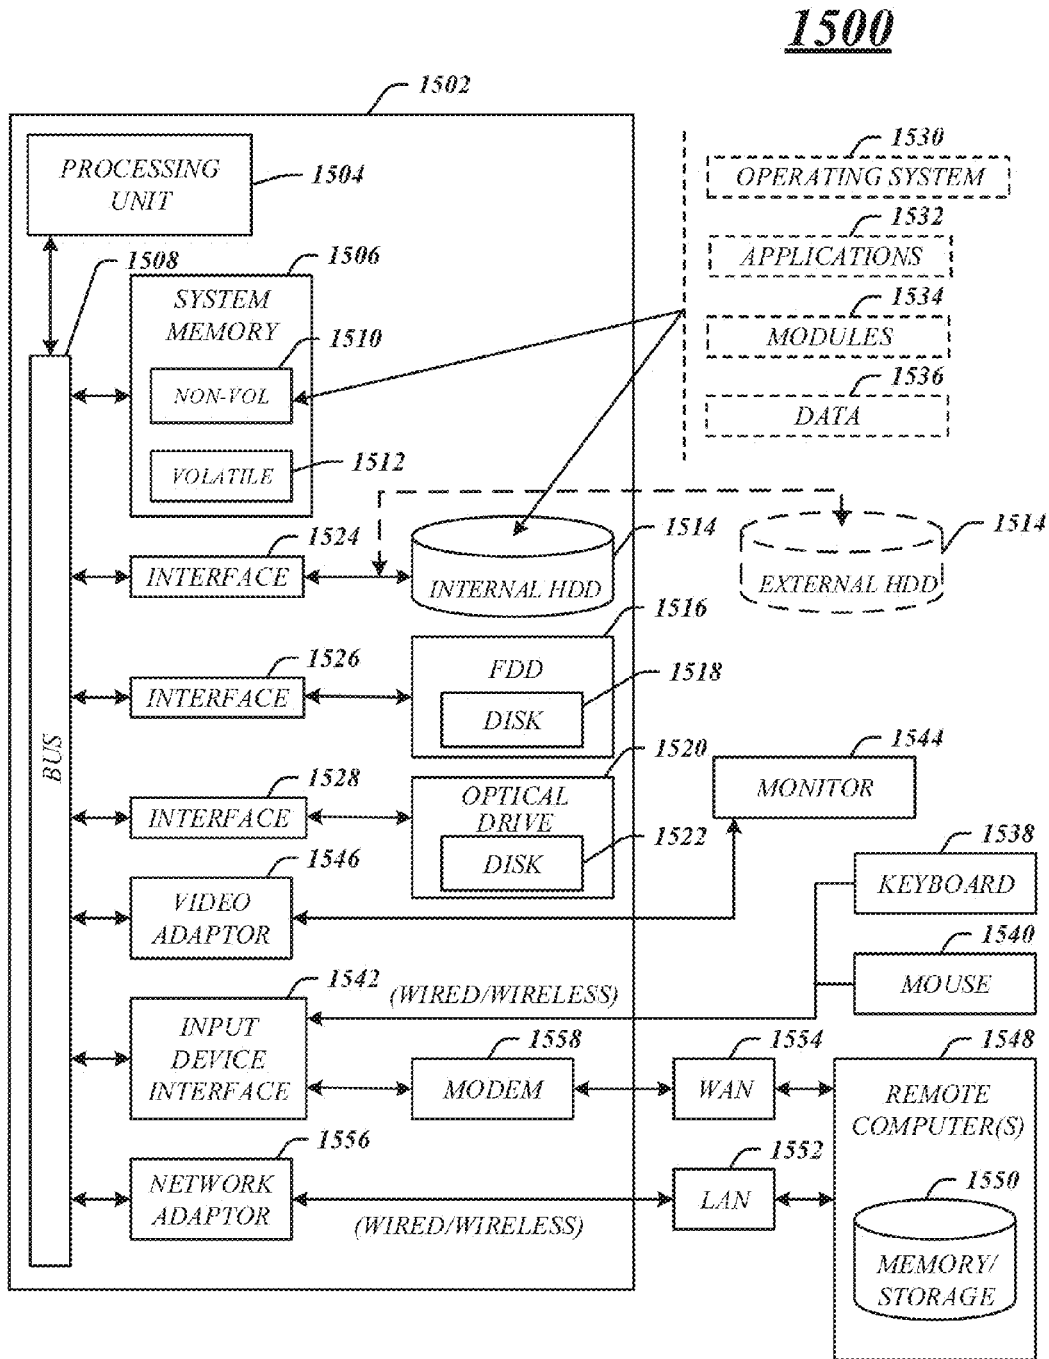 1500
1502
PROCESSING
UNIT
1504
1530
OPERATING SYSTEM
1532
APPLICATIONS
1534
MODULES
1536
DATA
1508
1506
SYSTEM
MEMORY
1510
NON-VOL
1512
VOLATILE
1524
INTERFACE
1514
INTERNAL HDD
1514
EXTERNAL HDD
1526
INTERFACE
1516
FDD
1518
DISK
BUS
1528
INTERFACE
1520
OPTICAL
DRIVE
1522
DISK
1544
MONITOR
1546
VIDEO
ADAPTOR
1538
KEYBOARD
1540
MOUSE
1542
INPUT
DEVICE
INTERFACE
(WIRED/WIRELESS)
1558
MODEM
1554
WAN
1548
REMOTE
COMPUTER(S)
1556
NETWORK
ADAPTOR
(WIRED/WIRELESS)
1552
LAN
1550
MEMORY/
STORAGE